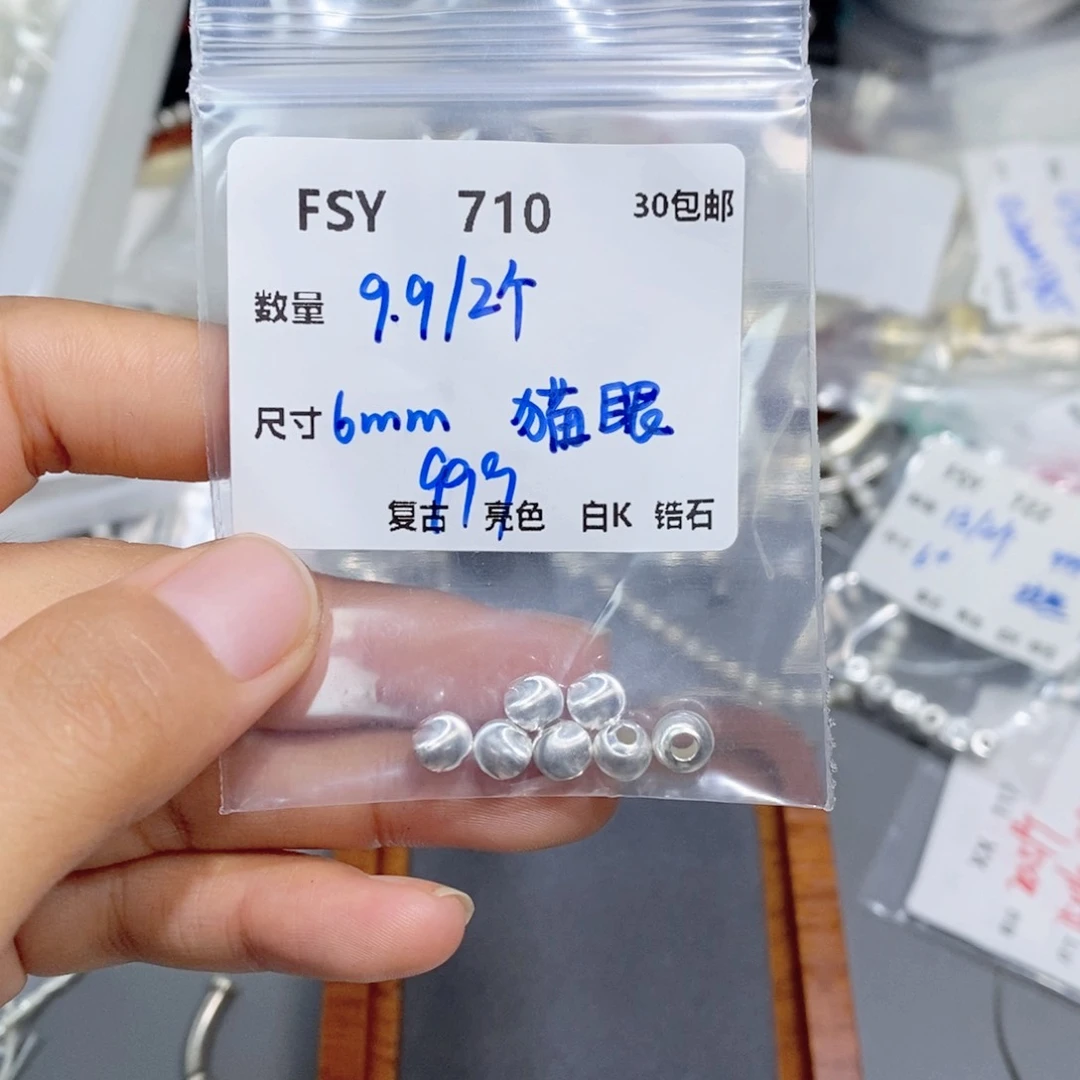 FSY 710 30包邮
数量 9.9/2个
尺寸 6mm 猫眼
999
复古 亮色 白K 锆石
FSY